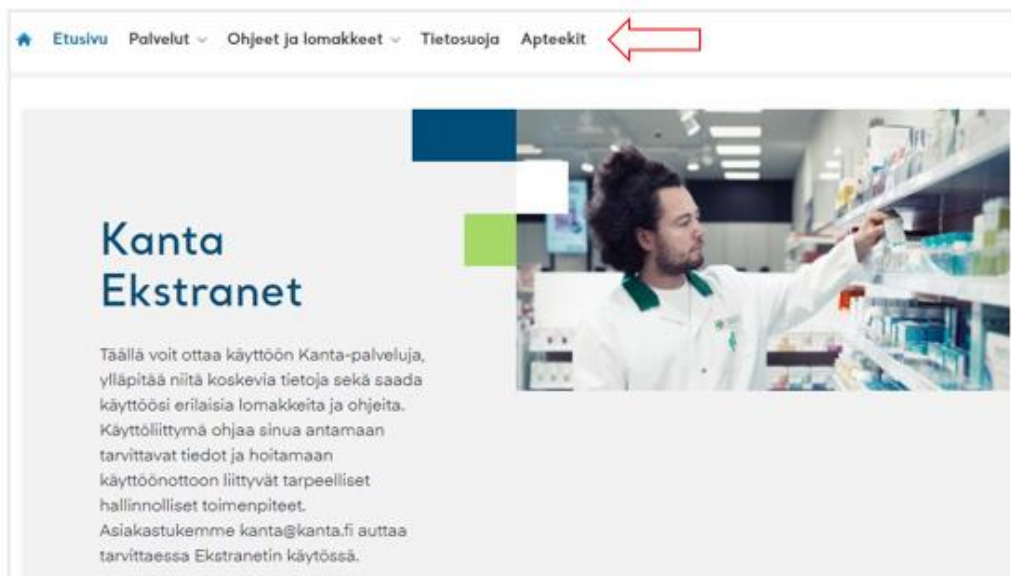 Etusivu Palvelut Ohjeet ja lomakkeet Tietosuoja Apteekit
Kanta
Ekstranet
Täällä voit ottaa käyttöön Kanta-palveluja,
ylläpitää niitä koskevia tietoja sekä saada
käyttöösi erilaisia lomakkeita ja ohjeita.
Käyttöliittymä ohjaa sinua antamaan
tarvittavat tiedot ja hoitamaan
käyttöönottoon liittyvät tarpeelliset
hallinnolliset toimenpiteet.
Asiakastukemme kanta@kanta.fi auttaa
tarvittaessa Ekstranetin käytössä.